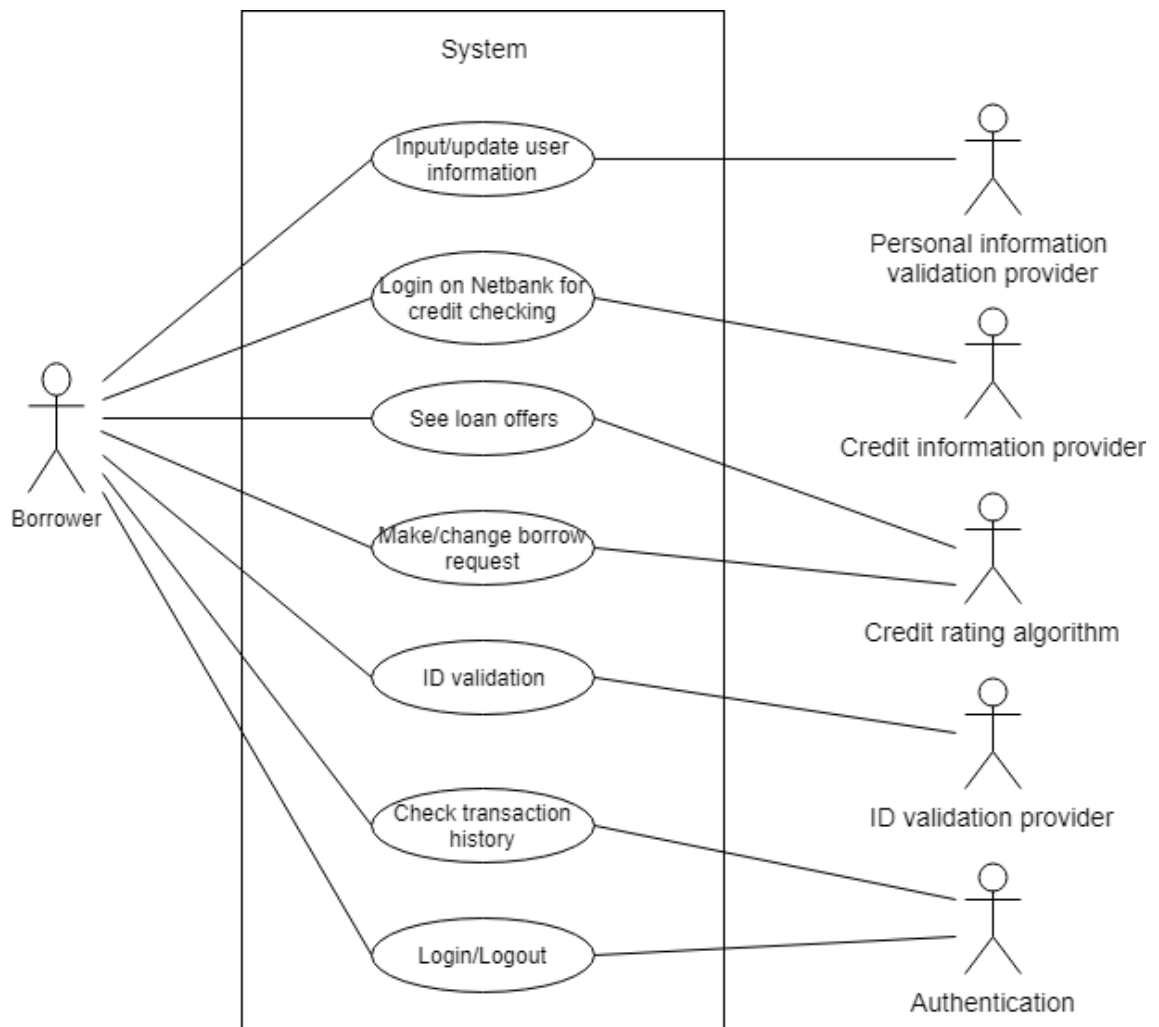 System
Input/update user
information
Personal information
validation provider
Login on Netbank for
credit checking
Borrower
See loan offers
Credit information provider
Make/change borrow
request
Credit rating algorithm
ID validation
ID validation provider
Check transaction
history
Login/Logout
Authentication